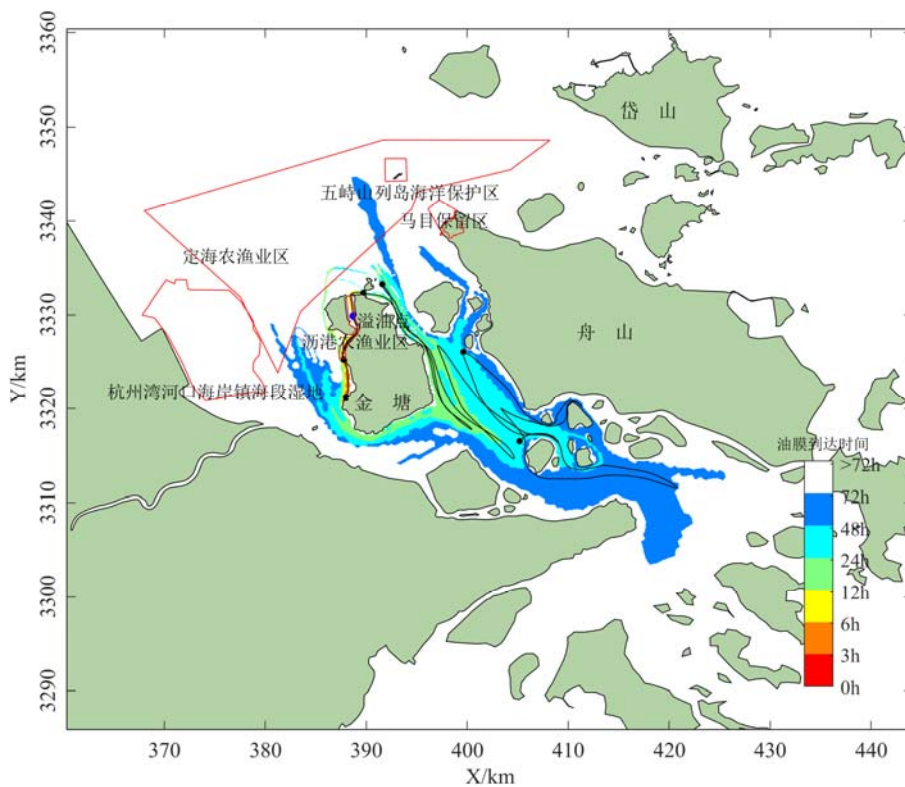 3360
3350
3340
3330
3320
3310
3300
3290
Y/km
岱 山
五峙山列岛海洋保护区
马目保留区
定海农渔业区
溢油点
沥港农渔业区
舟 山
杭州湾河口海岸镇海段湿地
金 塘
油膜到达时间
>72h
72h
48h
24h
12h
6h
3h
0h
370
380
390
400
410
420
430
440
X/km